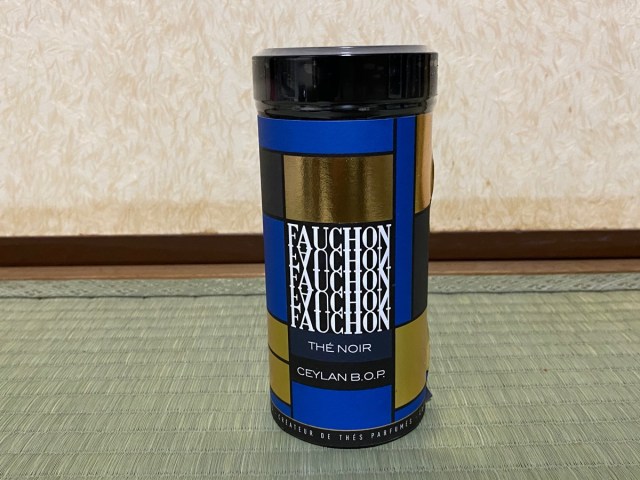 FAUCHON
FAUCHON
FAUCHON
FAUCHON
FAUCHON
THÉ NOIR
CEYLAN B.O.P.
CRÉATEUR DE THÉS PARFUMÉS